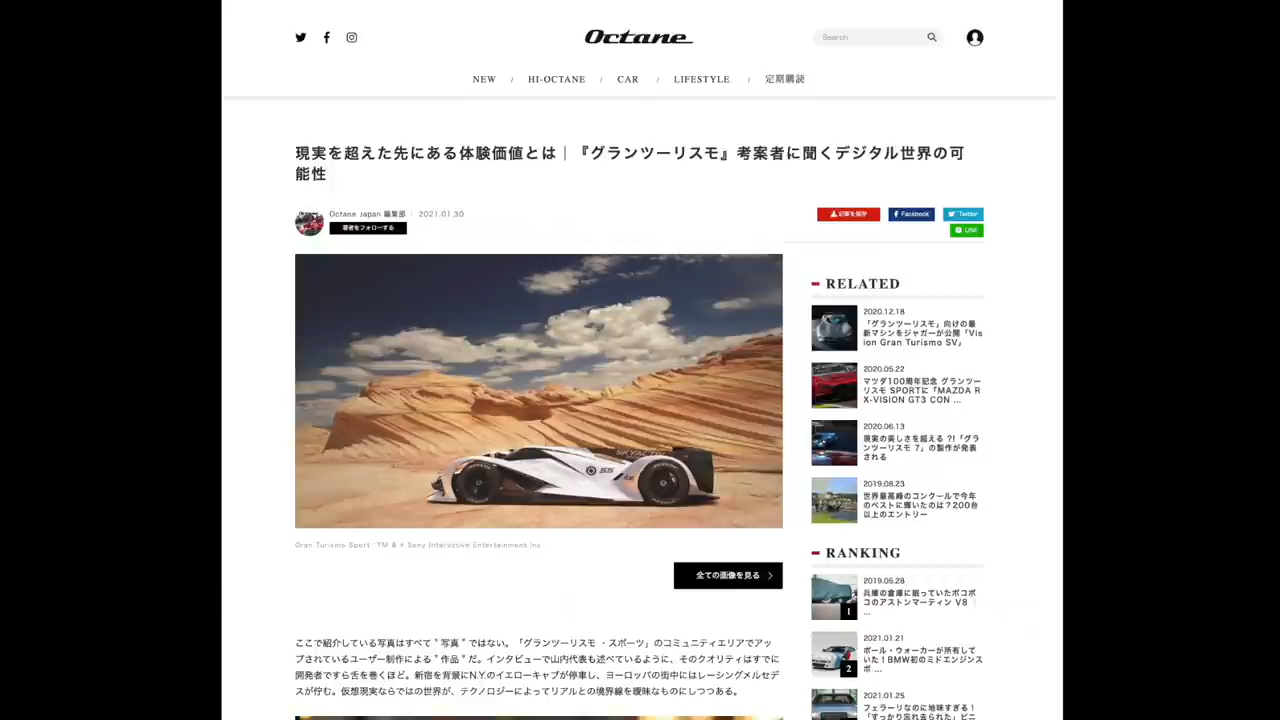 Octane
Search
NEW / HI-OCTANE / CAR / LIFESTYLE / 定期購読
現実を超えた先にある体験価値とは｜『グランツーリスモ』考案者に聞くデジタル世界の可
能性
Octane Japan 編集部 | 2021.01.30
著者をフォローする
記事を保存
Facebook
Twitter
LINE
SKYACTIV
55
Gran Turismo Sport :TM & © Sony Interactive Entertainment Inc
全ての画像を見る
ここで紹介している写真はすべて " 写真 " ではない。「グランツーリスモ ・スポーツ」のコミュニティエリアでアッ
プされているユーザー制作による " 作品 " だ。インタビューで山内代表も述べているように、そのクオリティはすでに
開発者ですら舌を巻くほど。新宿を背景にN.Y.のイエローキャブが停車し、ヨーロッパの街中にはレーシングメルセデ
スが佇む。仮想現実ならではの世界が、テクノロジーによってリアルとの境界線を曖昧なものにしつつある。
RELATED
2020.12.18
「グランツーリスモ」向けの最
新マシンをジャガーが公開「Vis
ion Gran Turismo SV」
2020.05.22
マツダ100周年記念 グランツー
リスモ SPORTに「MAZDA R
X-VISION GT3 CON ...
2020.06.13
現実の美しさを超える ?!「グラ
ンツーリスモ 7」の製作が発表
される
2019.08.23
世界最高峰のコンクールで今年
のベストに輝いたのは？200台
以上のエントリー
RANKING
2019.05.28
兵庫の倉庫に眠っていたボコボ
コのアストンマーティン V8 ｜
...
1
2021.01.21
ポール・ウォーカーが所有して
いた！BMW初のミドエンジンス
ポ ...
2
2021.01.25
フェラーリなのに地味すぎる！
「すっかり忘れ去られた」ビニ